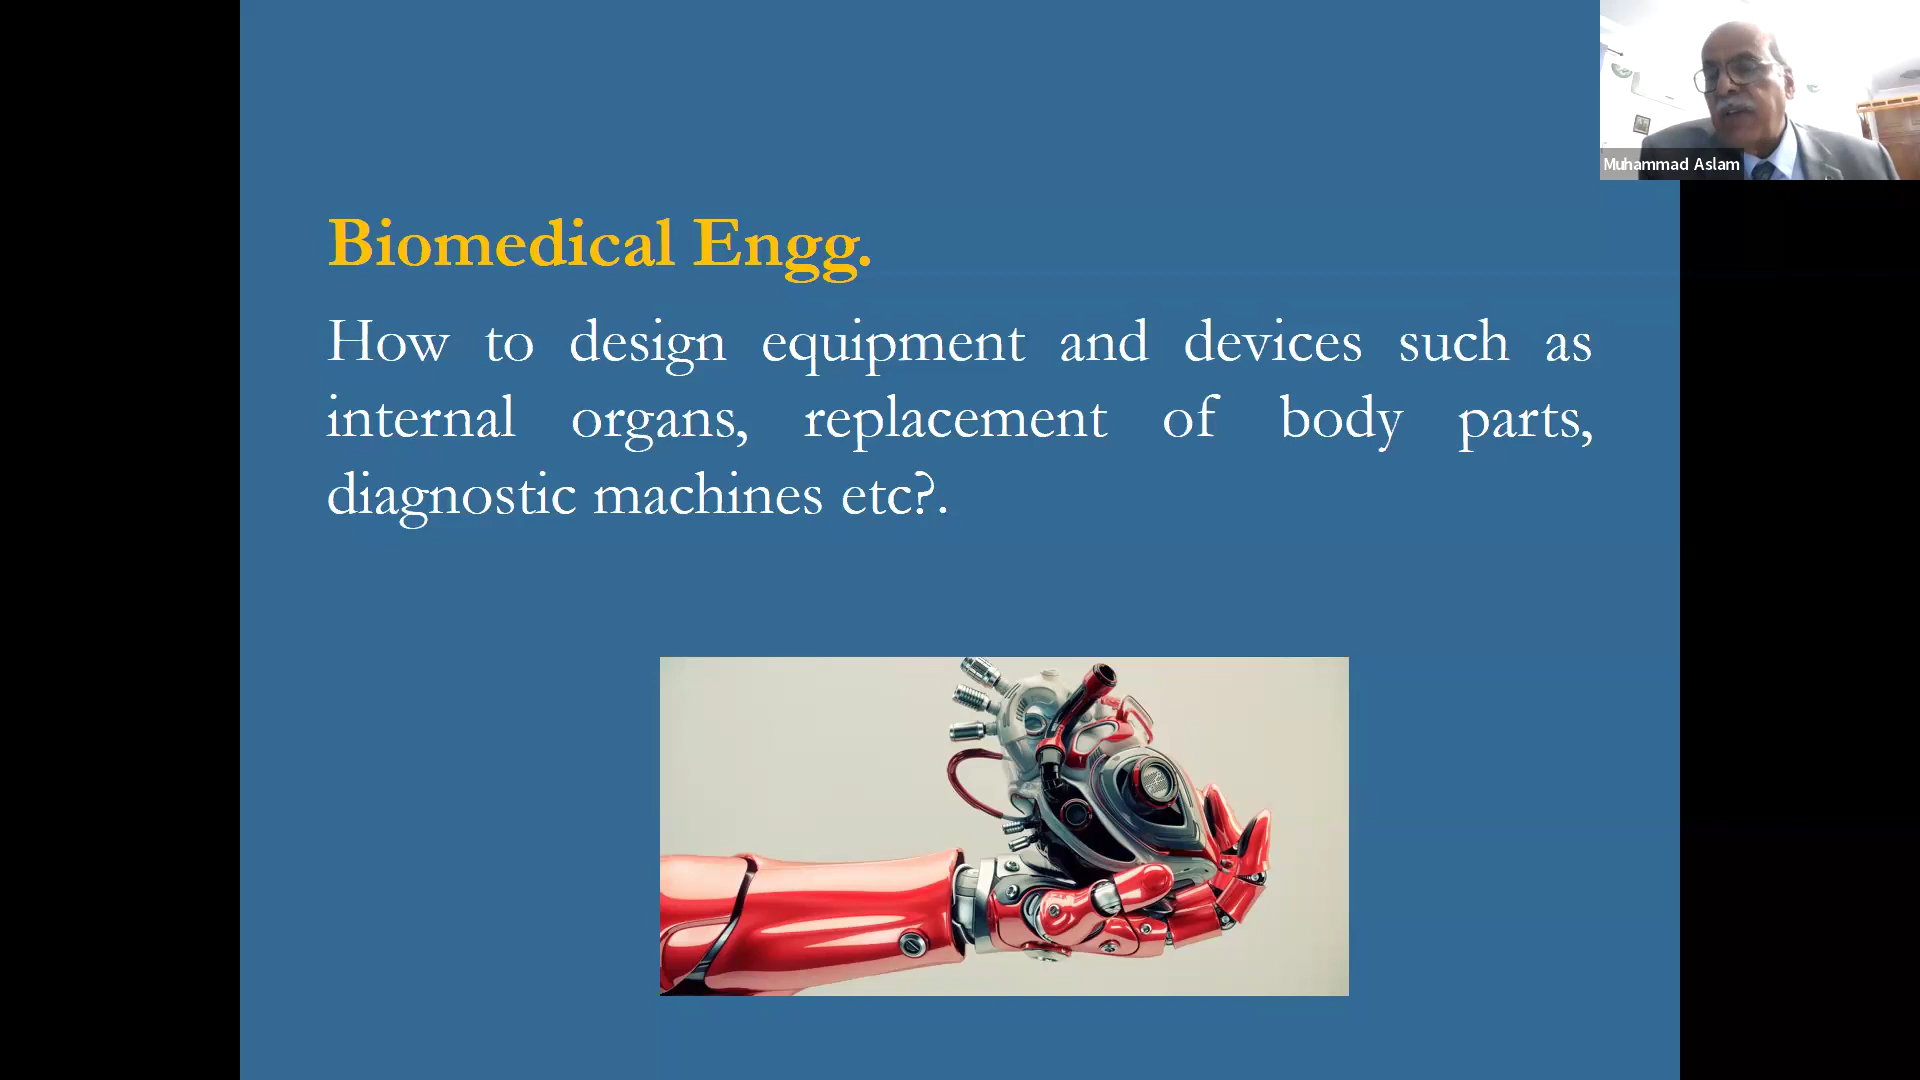 Muhammad Aslam
Biomedical Engg.
How to design equipment and devices such as
internal organs, replacement of body parts,
diagnostic machines etc?.